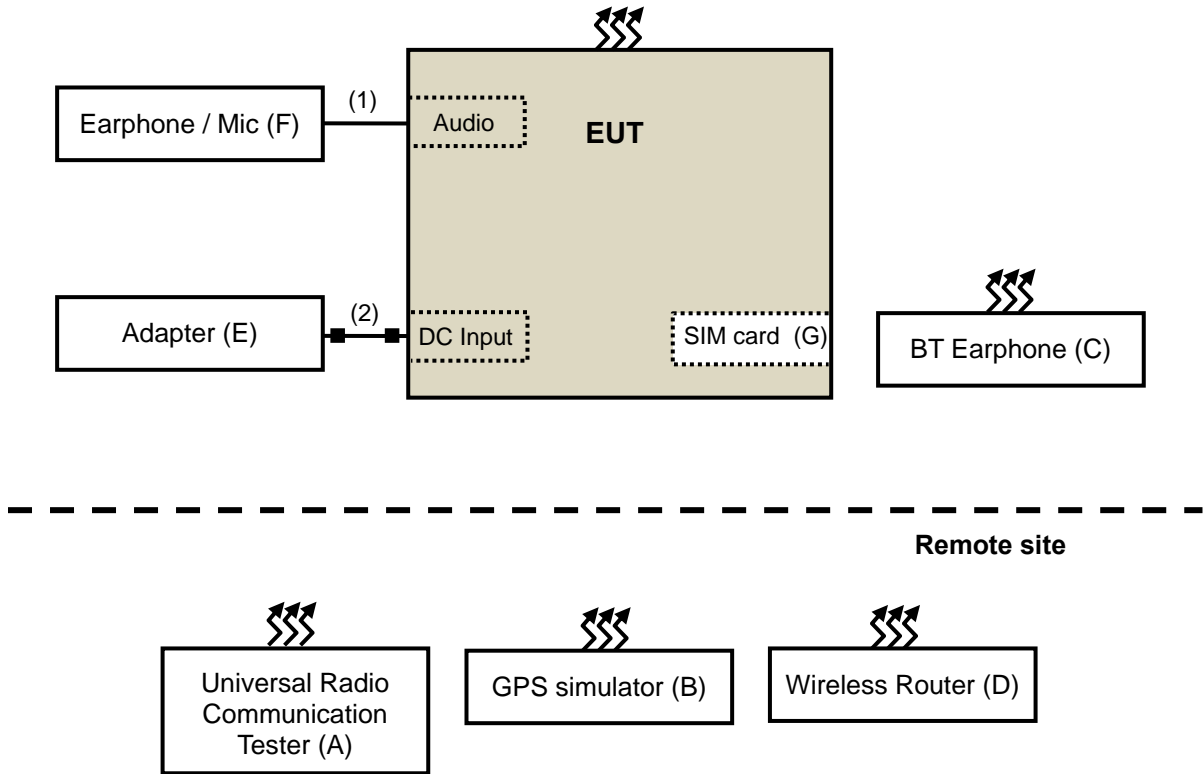 (1)
Earphone / Mic (F)
Audio
EUT
(2)
Adapter (E)
DC Input
SIM card (G)
BT Earphone (C)
Remote site
Universal Radio
Communication
Tester (A)
GPS simulator (B)
Wireless Router (D)